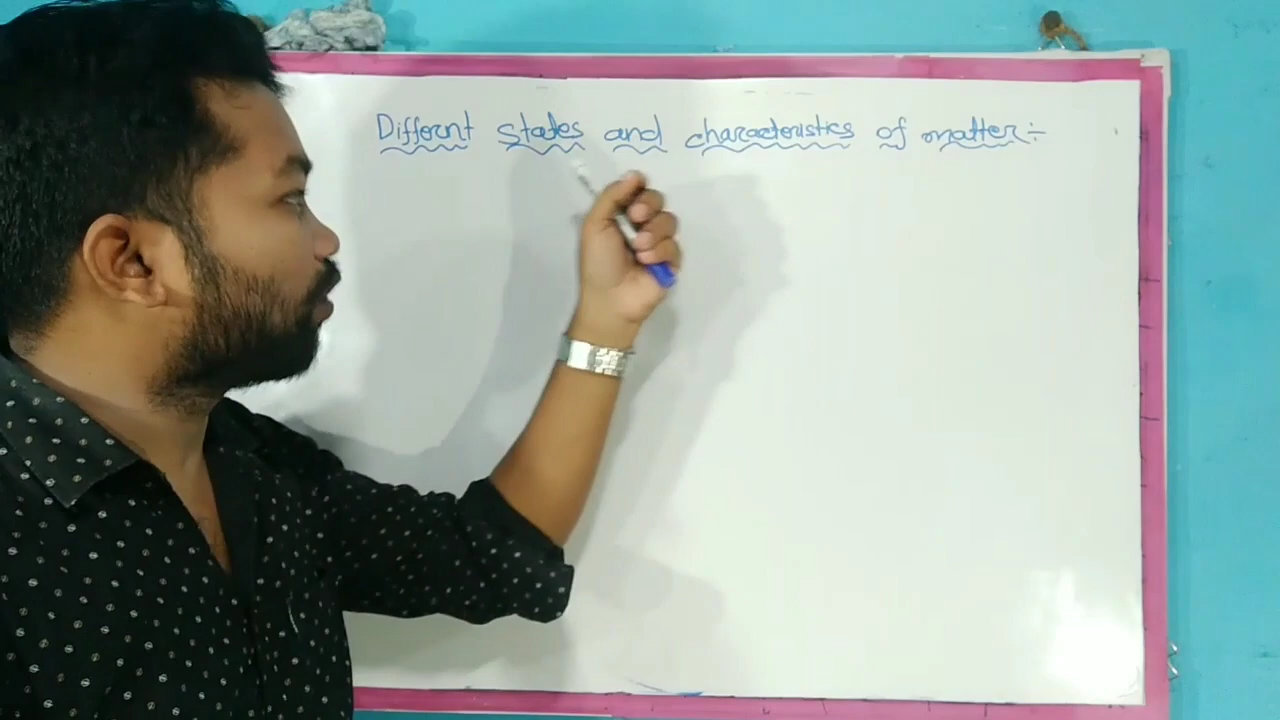 Different states and characteristics of matter:-